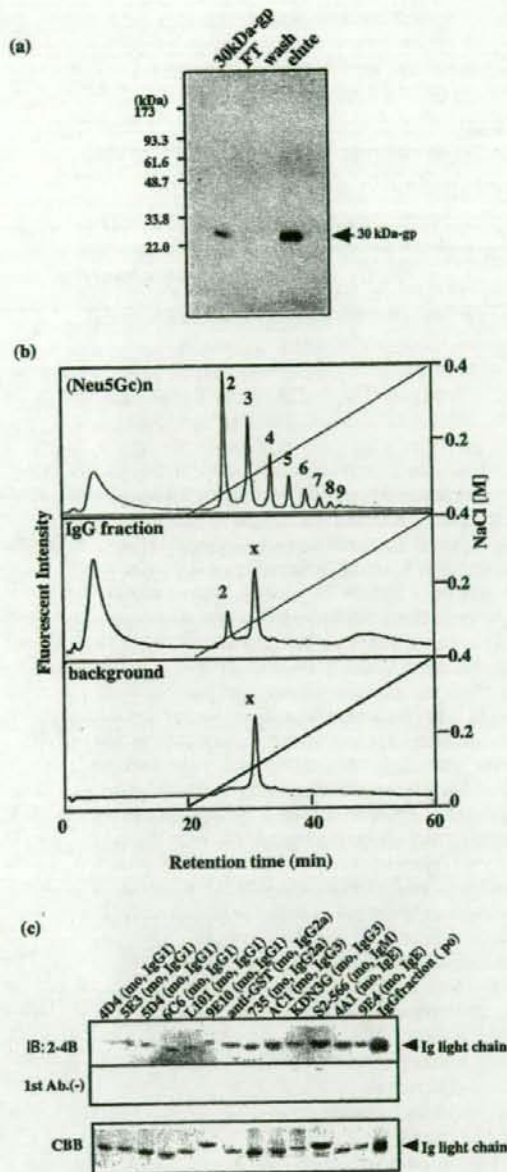 (a)
30kDa-gp
FT
wash
elute
(kDa)
173
93.3
61.6
48.7
33.8
22.0
30 kDa-gp
(b)
(Neu5Gc)n
2
3
4
5
6
7
8
9
0.4
0.2
0.4
IgG fraction
2
x
0.2
0.4
background
x
0.2
0
Fluorescent Intensity
NaCl [M]
0
20
40
60
Retention time (min)
(c)
4D4 (mo, IgG1)
5E3 (mo, IgG1)
5D4 (mo, IgG1)
6C6 (mo, IgG1)
9E10 (mo, IgG1)
anti-GST (mo, IgG2a)
735 (mo, IgG2a)
AC1 (mo, IgG3)
KDN3G (mo, IgG3)
S2-566 (mo, IgM)
4A1 (mo, IgE)
9E4 (mo, IgE)
IgGfraction ( po)
IB: 2-4B
Ig light chain
1st Ab.(-)
CBB
Ig light chain